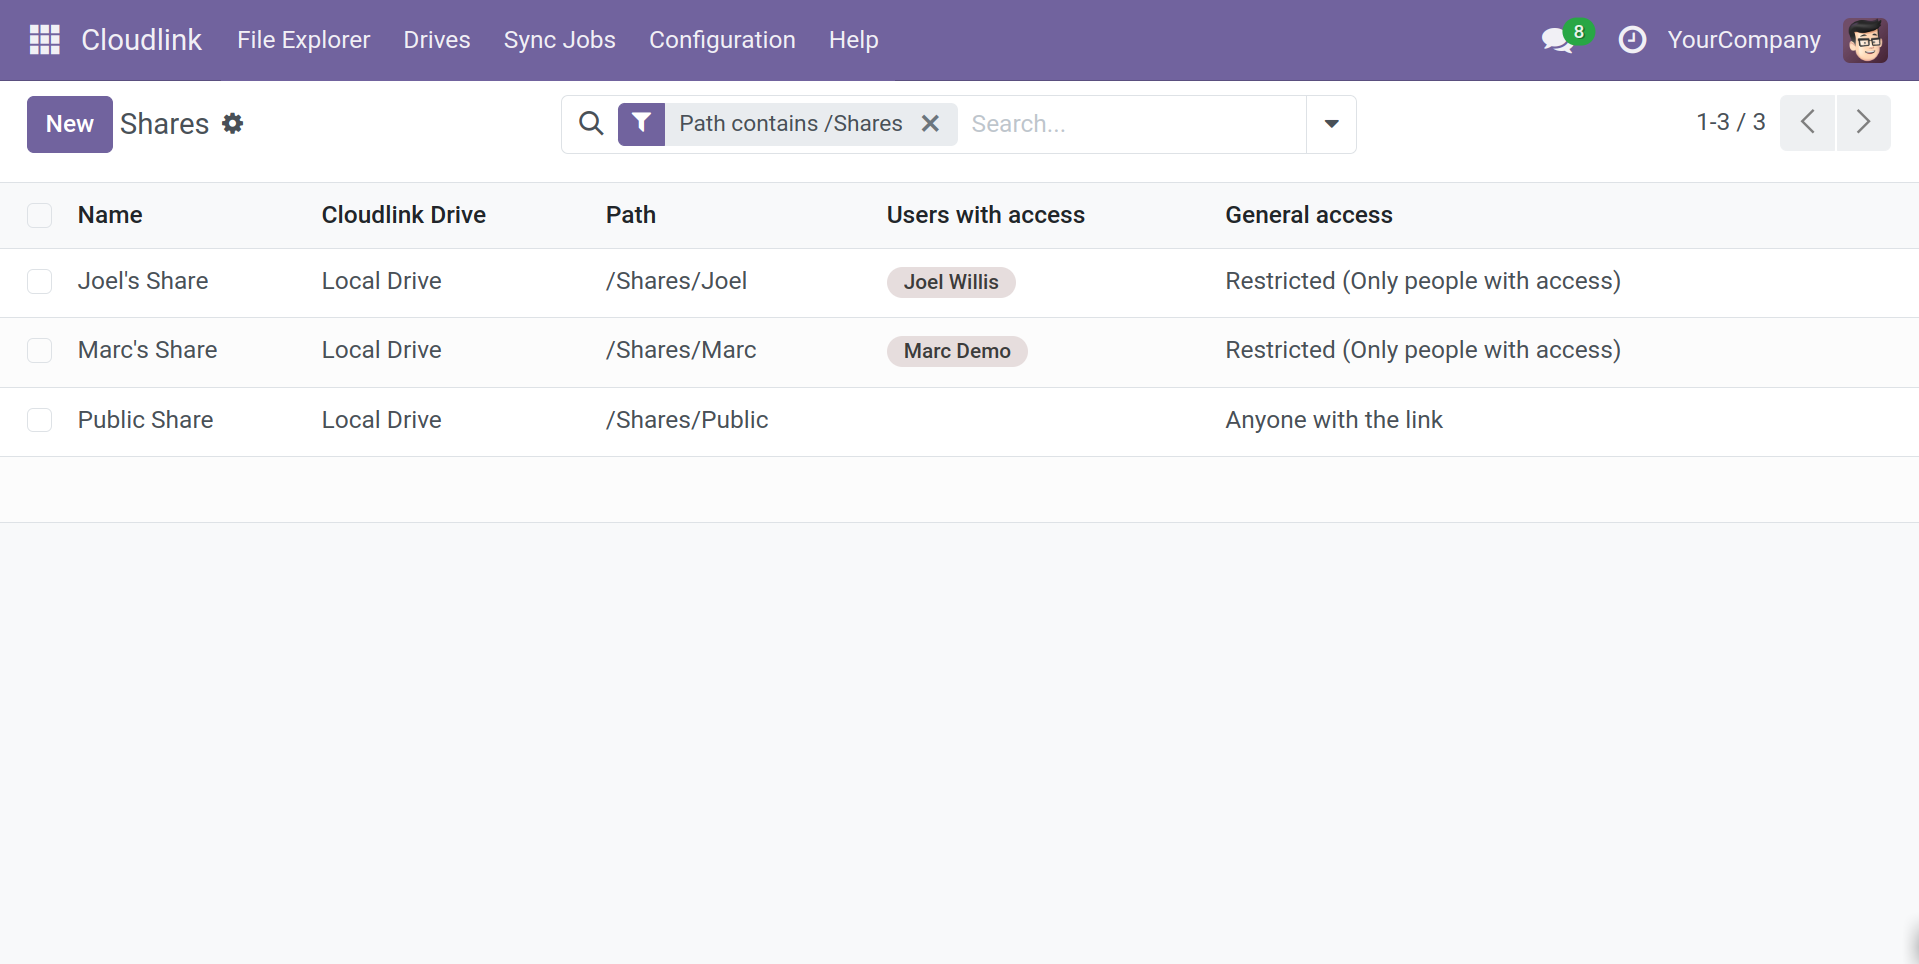 Cloudlink File Explorer Drives Sync Jobs Configuration Help 8 YourCompany
New Shares Path contains /Shares Search... 1-3 / 3
Name Cloudlink Drive Path Users with access General access
Joel's Share Local Drive /Shares/Joel Joel Willis Restricted (Only people with access)
Marc's Share Local Drive /Shares/Marc Marc Demo Restricted (Only people with access)
Public Share Local Drive /Shares/Public Anyone with the link